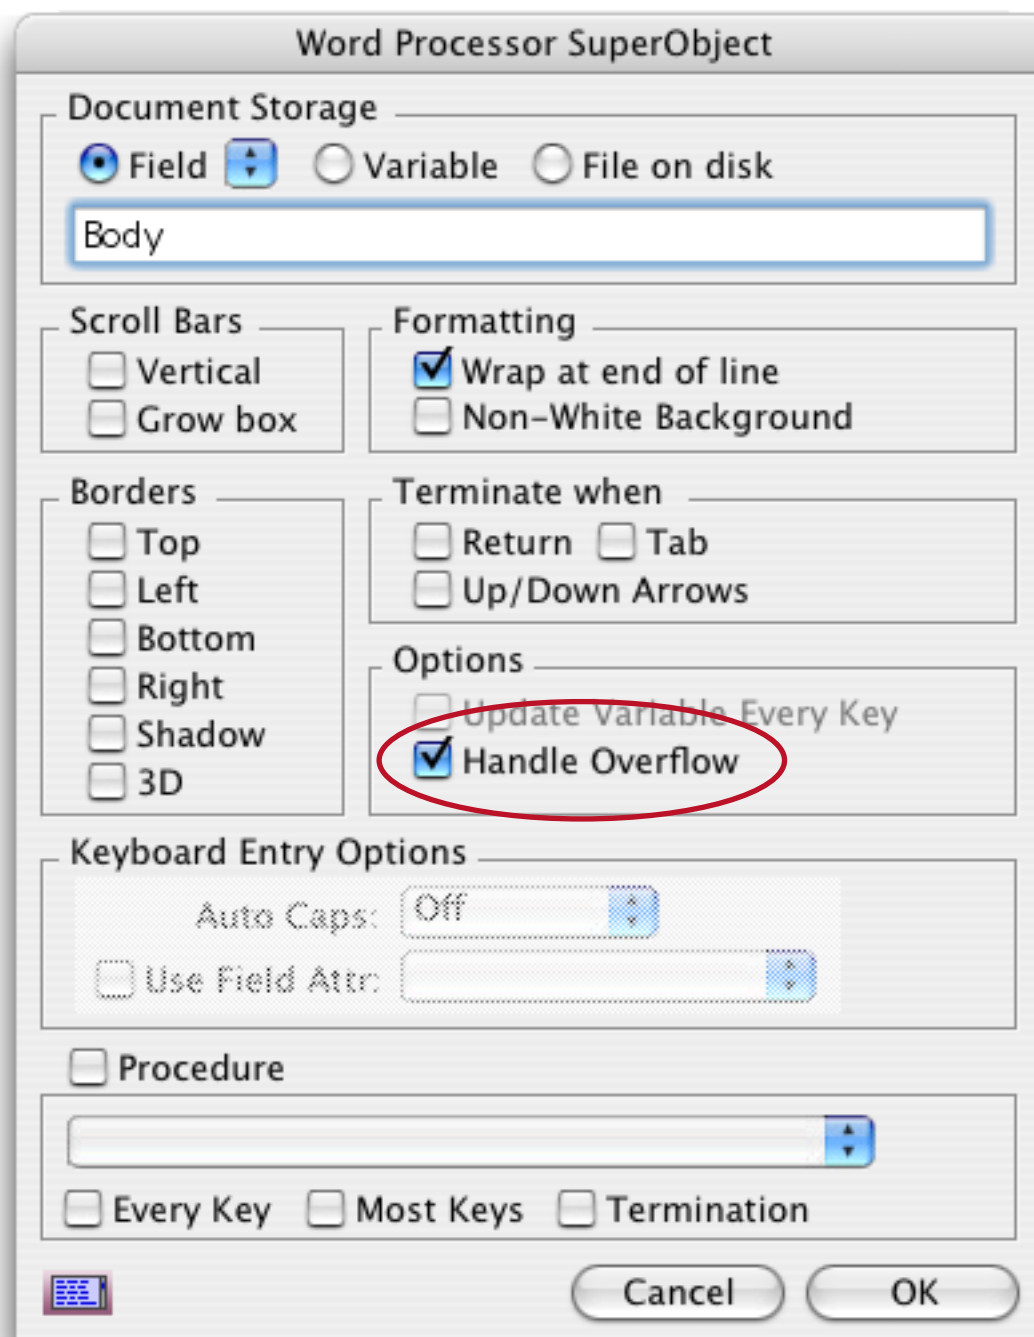 Word Processor SuperObject
Document Storage
Field Variable File on disk
Body
Scroll Bars
Vertical
Grow box
Formatting
Wrap at end of line
Non-White Background
Borders
Top
Left
Bottom
Right
Shadow
3D
Terminate when
Return Tab
Up/Down Arrows
Options
Update Variable Every Key
Handle Overflow
Keyboard Entry Options
Auto Caps: Off
Use Field Attr:
Procedure
Every Key Most Keys Termination
Cancel OK